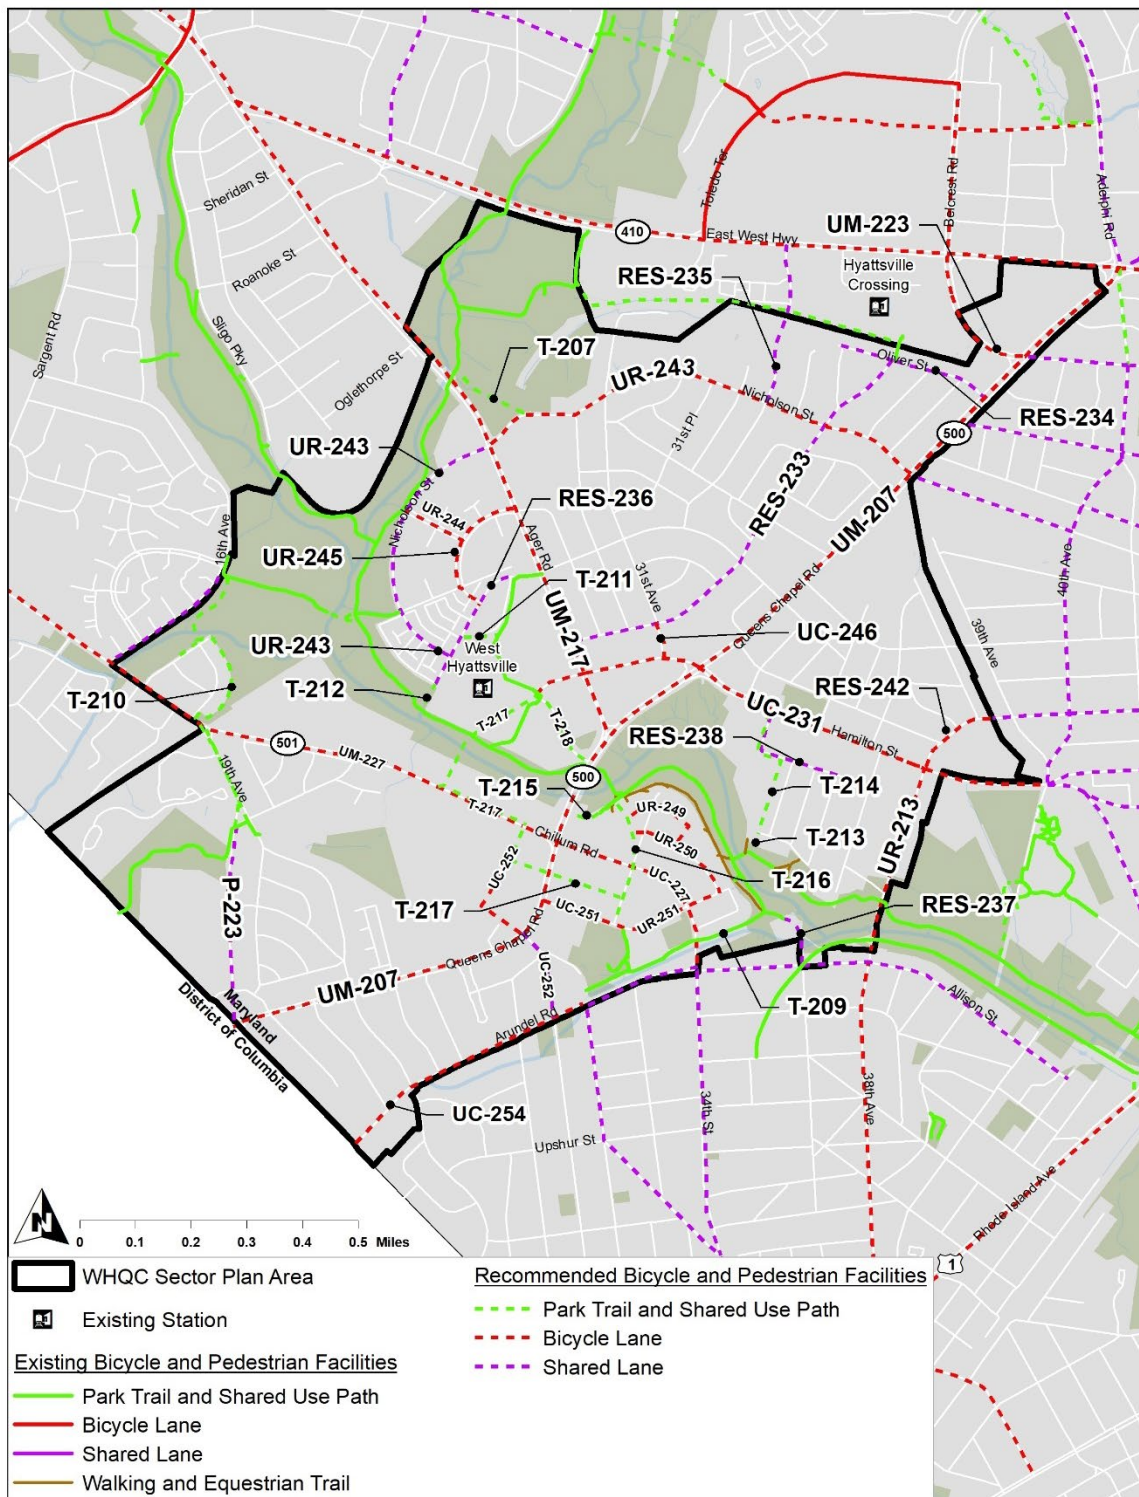 Sheridan St
Roanoke St
Sargent Rd
Sligo Pky
Oglethorpe St
Toledo Ter
Belcrest Rd
Adelphi Rd
410
East West Hwy
UM-223
Hyattsville
Crossing
RES-235
T-207
UR-243
Oliver St
RES-234
Nicholson St
31st Pl
500
UR-243
RES-236
Nicholson St
UR-244
UR-245
Ager Rd
T-211
RES-233
UM-207
16th Ave
31st Ave
Queens Chapel Rd
40th Ave
39th Ave
UM-217
UC-246
UR-243
West
Hyattsville
T-210
T-212
RES-242
UC-231
Hamilton St
T-217
T-218
RES-238
501
UM-227
19th Ave
500
T-215
T-214
UR-249
T-217
Chillum Rd
UR-250
T-213
UR-213
UC-252
T-216
UC-227
T-217
UC-251
UR-251
RES-237
P-223
Queens Chapel Rd
UM-207
UC-252
T-209
Allison St
Maryland
District of Columbia
Arundel Rd
UC-254
34th St
38th Ave
Upshur St
Rhode Island Ave
1
N
0 0.1 0.2 0.3 0.4 0.5 Miles
WHQC Sector Plan Area
Existing Station
Existing Bicycle and Pedestrian Facilities
Park Trail and Shared Use Path
Bicycle Lane
Shared Lane
Walking and Equestrian Trail
Recommended Bicycle and Pedestrian Facilities
Park Trail and Shared Use Path
Bicycle Lane
Shared Lane